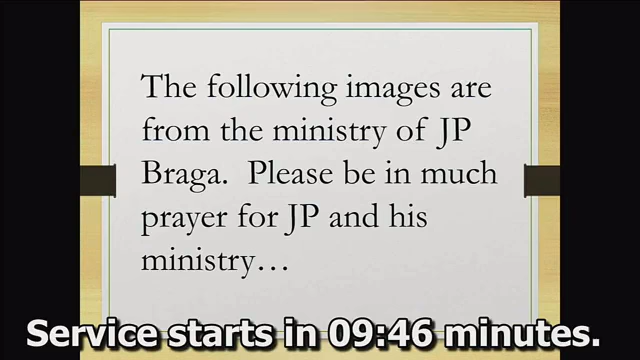 The following images are
from the ministry of JP
Braga.  Please be in much
prayer for JP and his
ministry…
Service starts in 09:46 minutes.